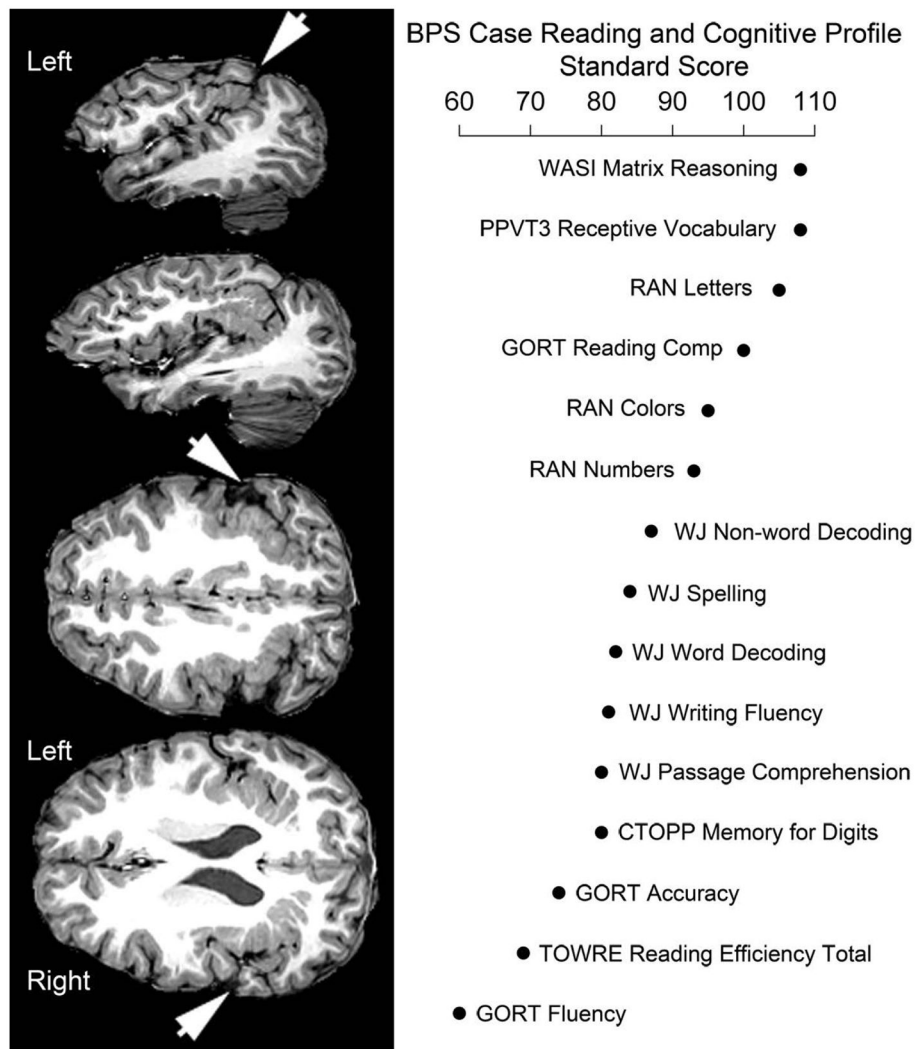 Left
Left
Right
BPS Case Reading and Cognitive Profile
Standard Score
60 70 80 90 100 110
WASI Matrix Reasoning
PPVT3 Receptive Vocabulary
RAN Letters
GORT Reading Comp
RAN Colors
RAN Numbers
WJ Non-word Decoding
WJ Spelling
WJ Word Decoding
WJ Writing Fluency
WJ Passage Comprehension
CTOPP Memory for Digits
GORT Accuracy
TOWRE Reading Efficiency Total
GORT Fluency